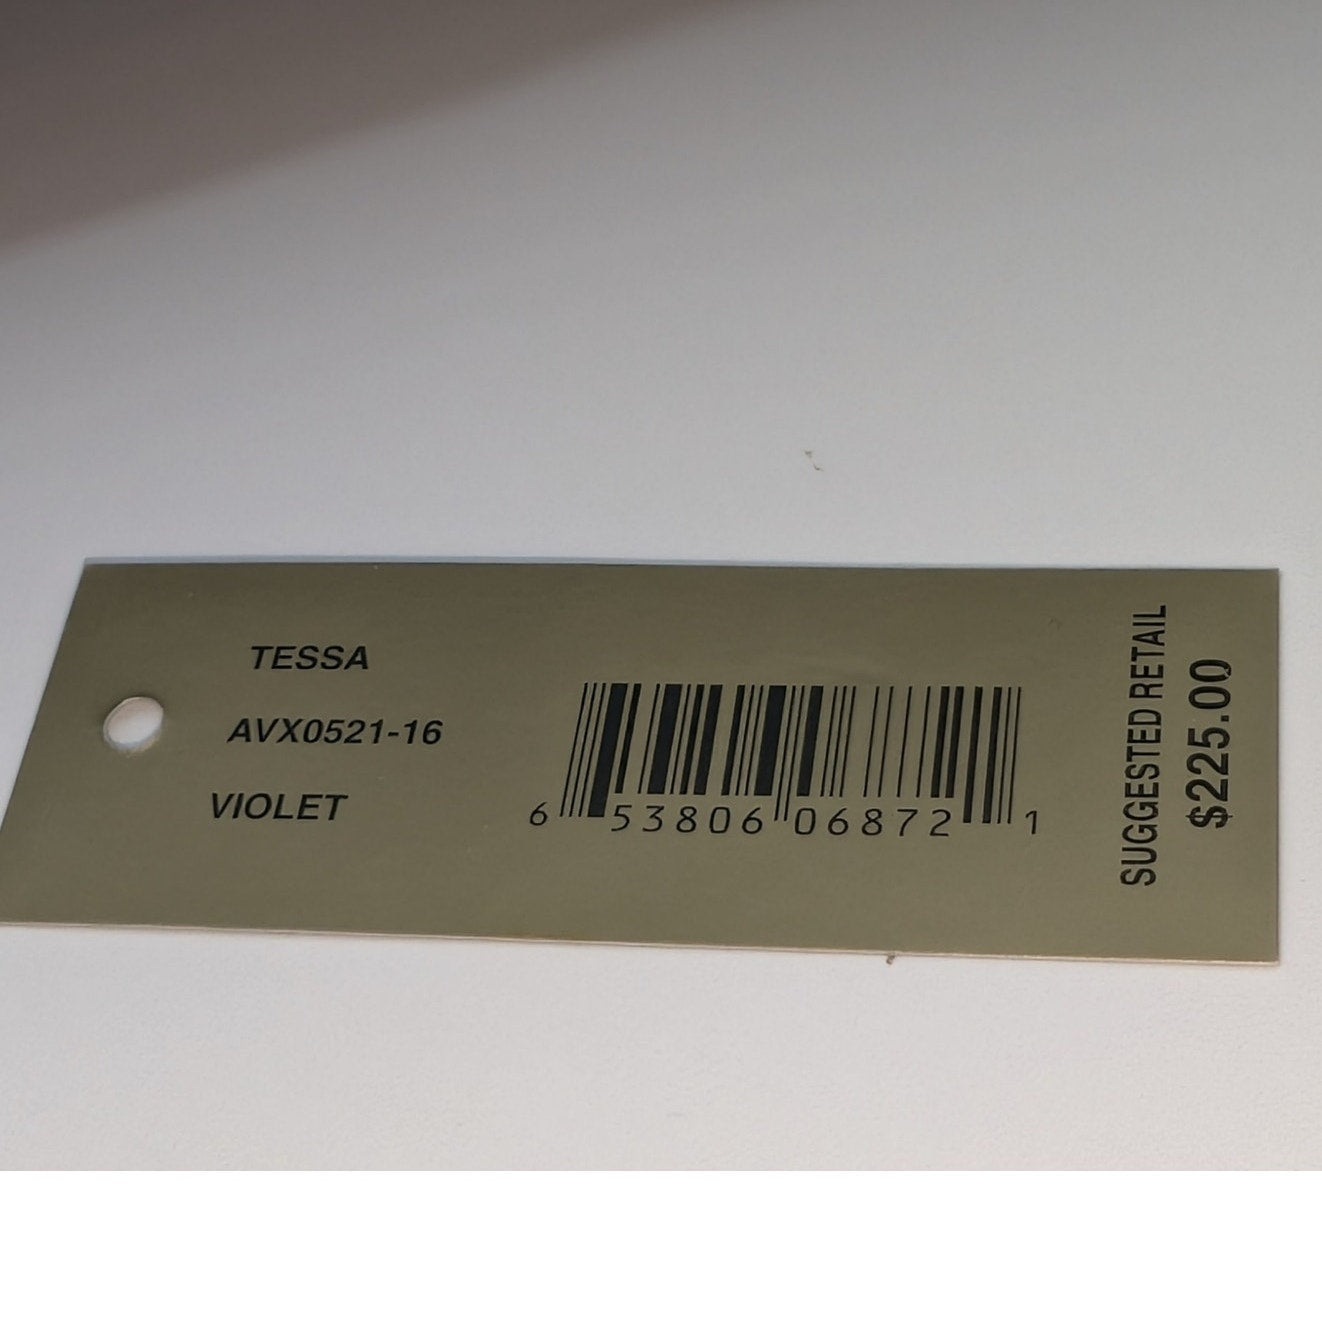 TESSA
AVX0521-16
VIOLET
6 53806 06872 1
SUGGESTED RETAIL
$225.00